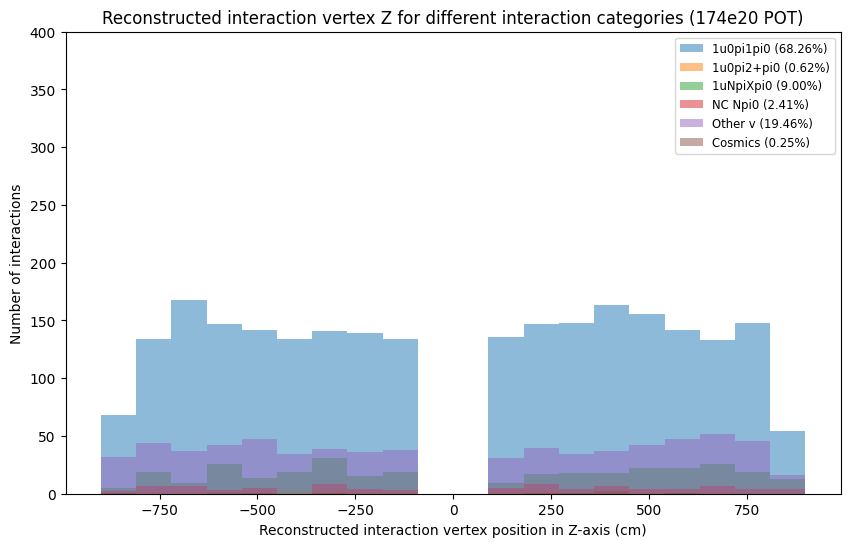 Reconstructed interaction vertex Z for different interaction categories (174e20 POT)
400
350
300
250
200
150
100
50
0
Number of interactions
1u0pi1pi0 (68.26%)
1u0pi2+pi0 (0.62%)
1uNpiXpi0 (9.00%)
NC Npi0 (2.41%)
Other v (19.46%)
Cosmics (0.25%)
−750
−500
−250
0
250
500
750
Reconstructed interaction vertex position in Z-axis (cm)